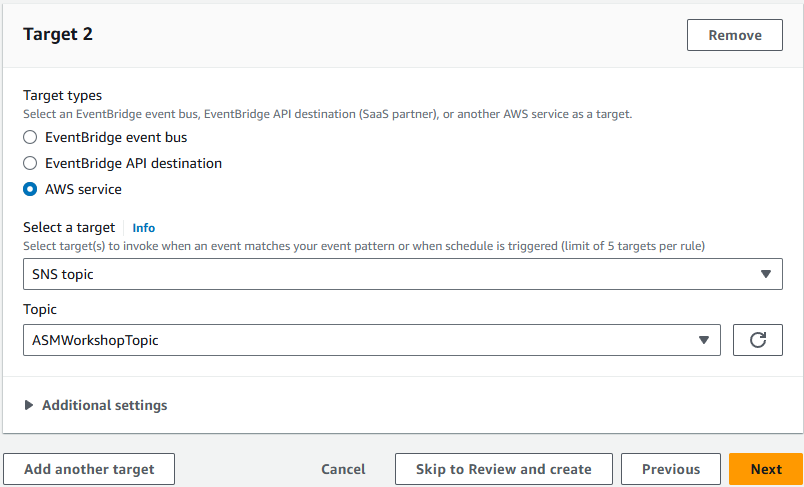 Target 2
Remove
Target types
Select an EventBridge event bus, EventBridge API destination (SaaS partner), or another AWS service as a target.
EventBridge event bus
EventBridge API destination
AWS service
Select a target Info
Select target(s) to invoke when an event matches your event pattern or when schedule is triggered (limit of 5 targets per rule)
SNS topic
Topic
ASMWorkshopTopic
Additional settings
Add another target Cancel Skip to Review and create Previous Next